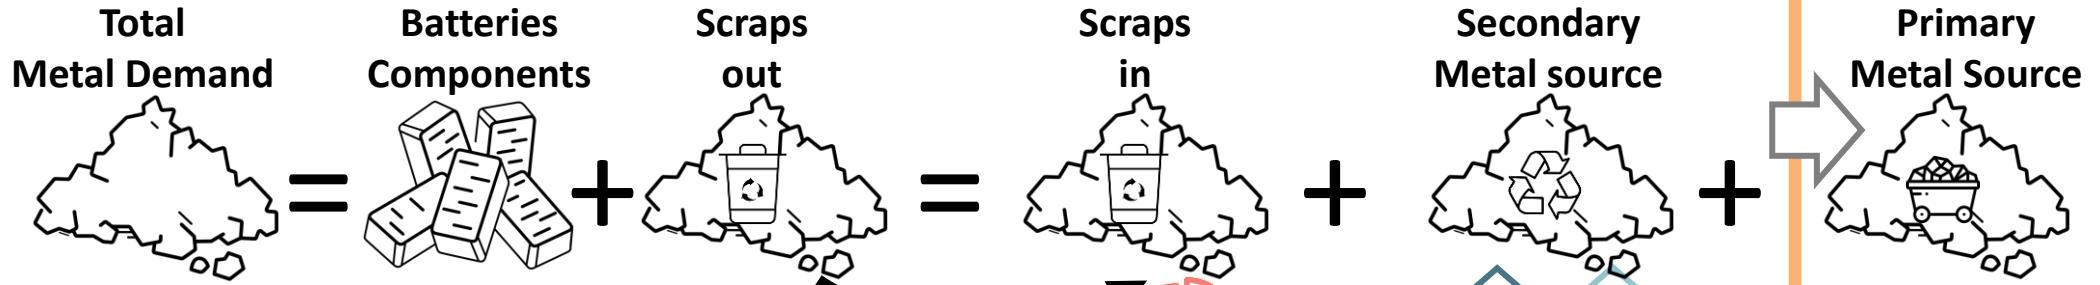 Total
Metal Demand
=
Batteries
Components
+
Scraps
out
=
Scraps
in
+
Secondary
Metal source
+
Primary
Metal Source